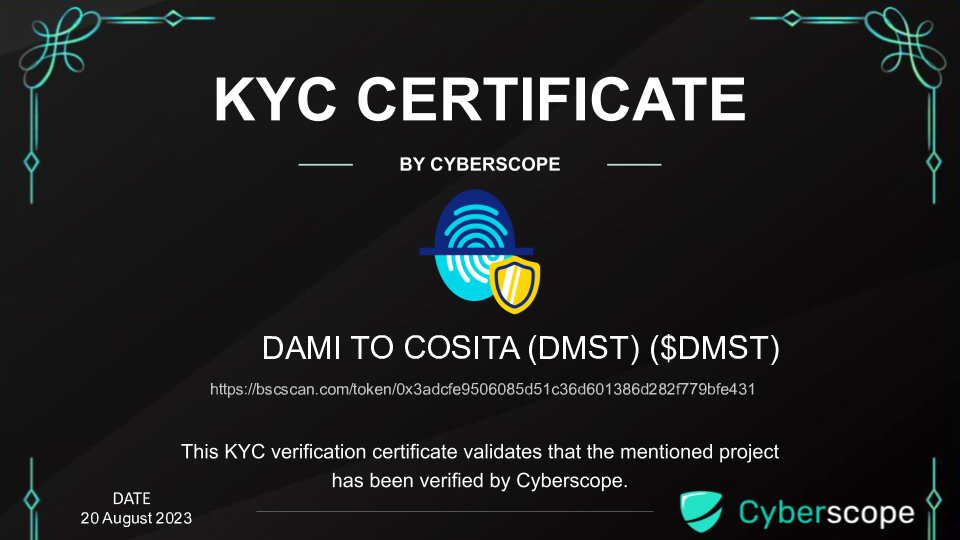 KYC CERTIFICATE
BY CYBERSCOPE
DAMI TO COSITA (DMST) ($DMST)
https://bscscan.com/token/0x3adcfe9506085d51c36d601386d282f779bfe431
This KYC verification certificate validates that the mentioned project
has been verified by Cyberscope.
DATE
20 August 2023
Cyberscope